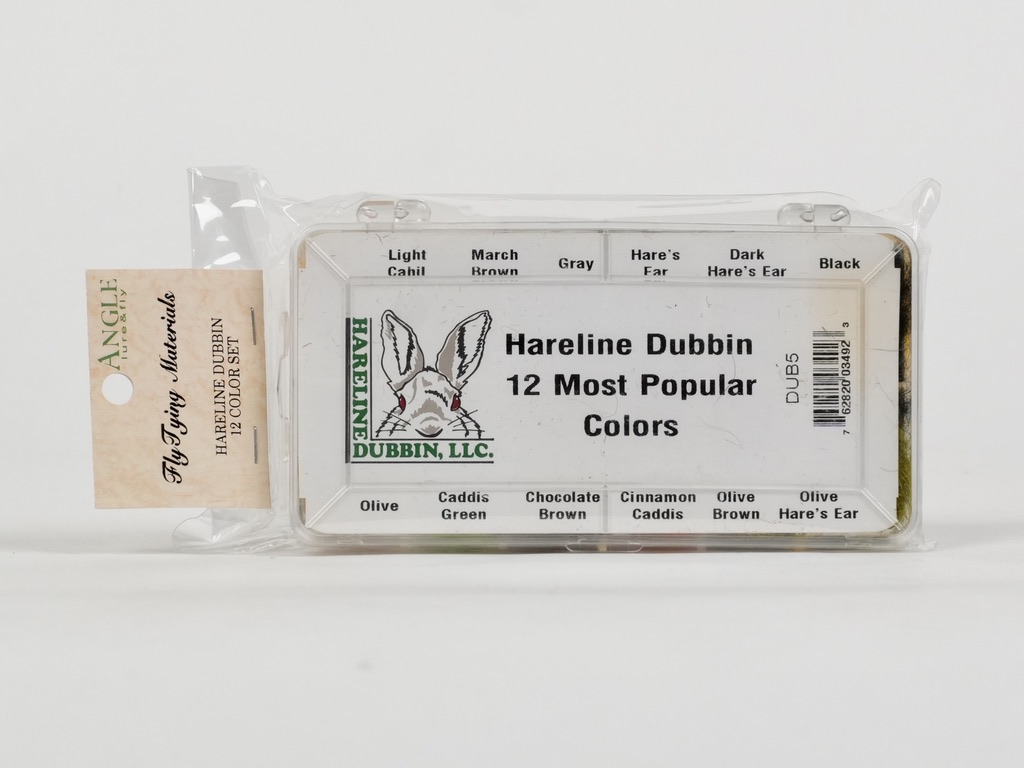 ANGLE
lure & fly
Fly Tying Materials
HARELINE DUBBIN
12 COLOR SET
Light
Cahil
March
Brown
Gray
Hare's
Ear
Dark
Hare's Ear
Black
HARELINE
DUBBIN, LLC.
Hareline Dubbin
12 Most Popular
Colors
DUB5
7 62820 03492 3
Olive
Caddis
Green
Chocolate
Brown
Cinnamon
Caddis
Olive
Brown
Olive
Hare's Ear